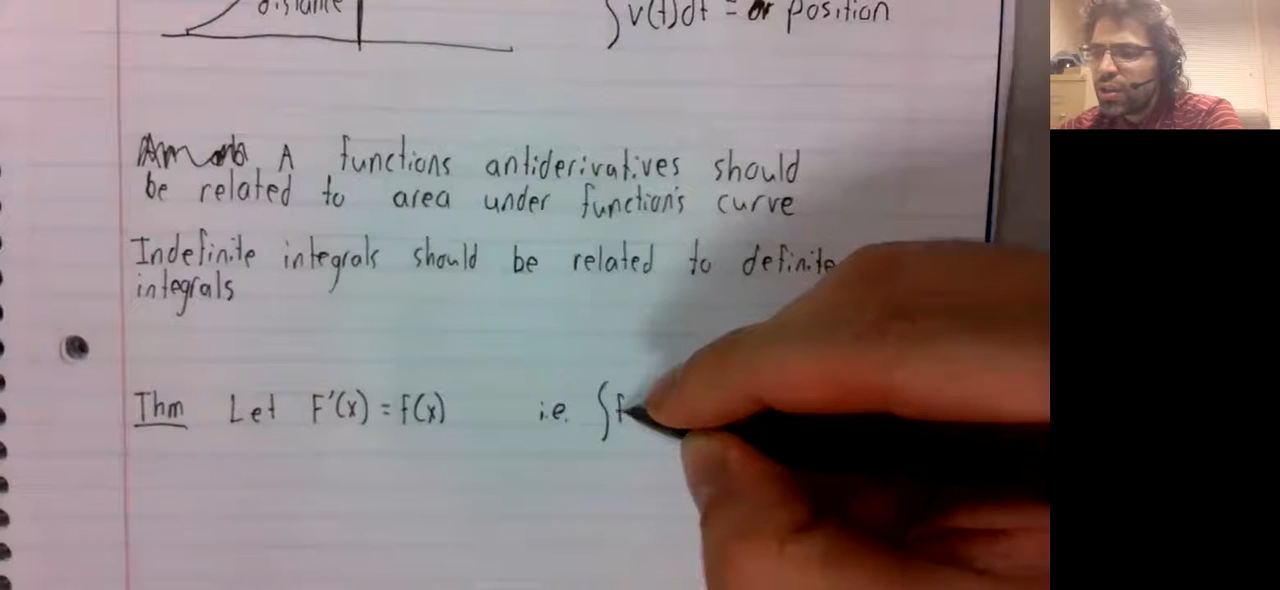 distance
∫v(t)dt = or position
A functions antiderivatives should
be related to area under function's curve
Indefinite integrals should be related to definite
integrals
Thm Let F'(x) = f(x) i.e. ∫f